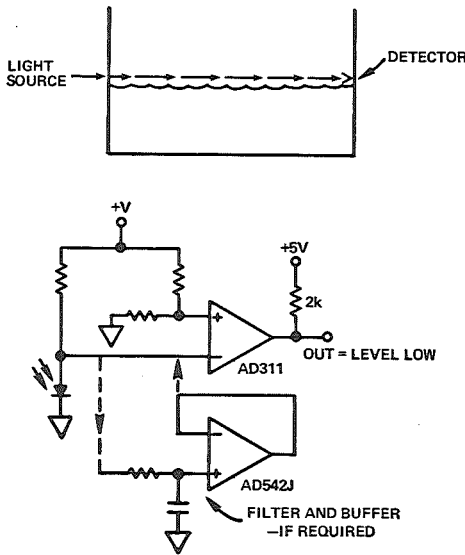 LIGHT
SOURCE
DETECTOR
+V
+5V
2k
+
−
AD311
OUT = LEVEL LOW
−
+
AD542J
FILTER AND BUFFER
–IF REQUIRED